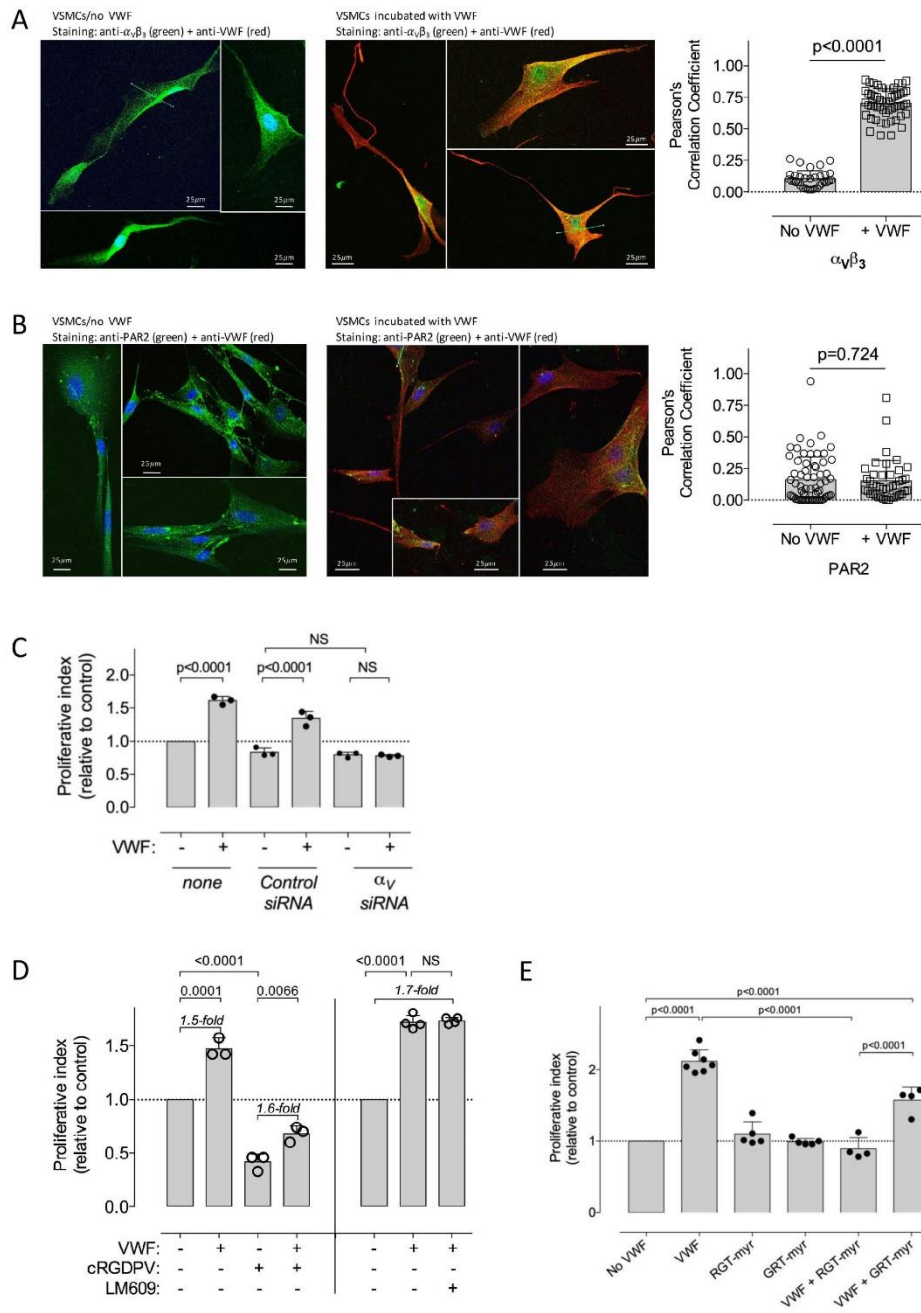 A
VSMCs/no VWF
Staining: anti-αVβ3 (green) + anti-VWF (red)
25µm
25µm
25µm
VSMCs incubated with VWF
Staining: anti-αVβ3 (green) + anti-VWF (red)
25µm
25µm
25µm
p<0.0001
Pearson's
Correlation Coefficient
1.00
0.75
0.50
0.25
0.00
No VWF
+ VWF
αVβ3
B
VSMCs/no VWF
Staining: anti-PAR2 (green) + anti-VWF (red)
25µm
25µm
25µm
VSMCs incubated with VWF
Staining: anti-PAR2 (green) + anti-VWF (red)
25µm
25µm
25µm
p=0.724
Pearson's
Correlation Coefficient
1.00
0.75
0.50
0.25
0.00
No VWF
+ VWF
PAR2
C
NS
p<0.0001
p<0.0001
NS
Proliferative index
(relative to control)
2.0
1.5
1.0
0.5
0.0
VWF: - + - + - +
none
Control
siRNA
αV
siRNA
D
<0.0001
0.0001
0.0066
1.5-fold
1.6-fold
<0.0001
NS
1.7-fold
Proliferative index
(relative to control)
1.5
1.0
0.5
0.0
VWF: - + - + - + +
cRGDPV: - - + + - - -
LM609: - - +
E
p<0.0001
p<0.0001
p<0.0001
p<0.0001
Proliferative index
(relative to control)
2
1
0
No VWF
VWF
RGT-myr
GRT-myr
VWF + RGT-myr
VWF + GRT-myr